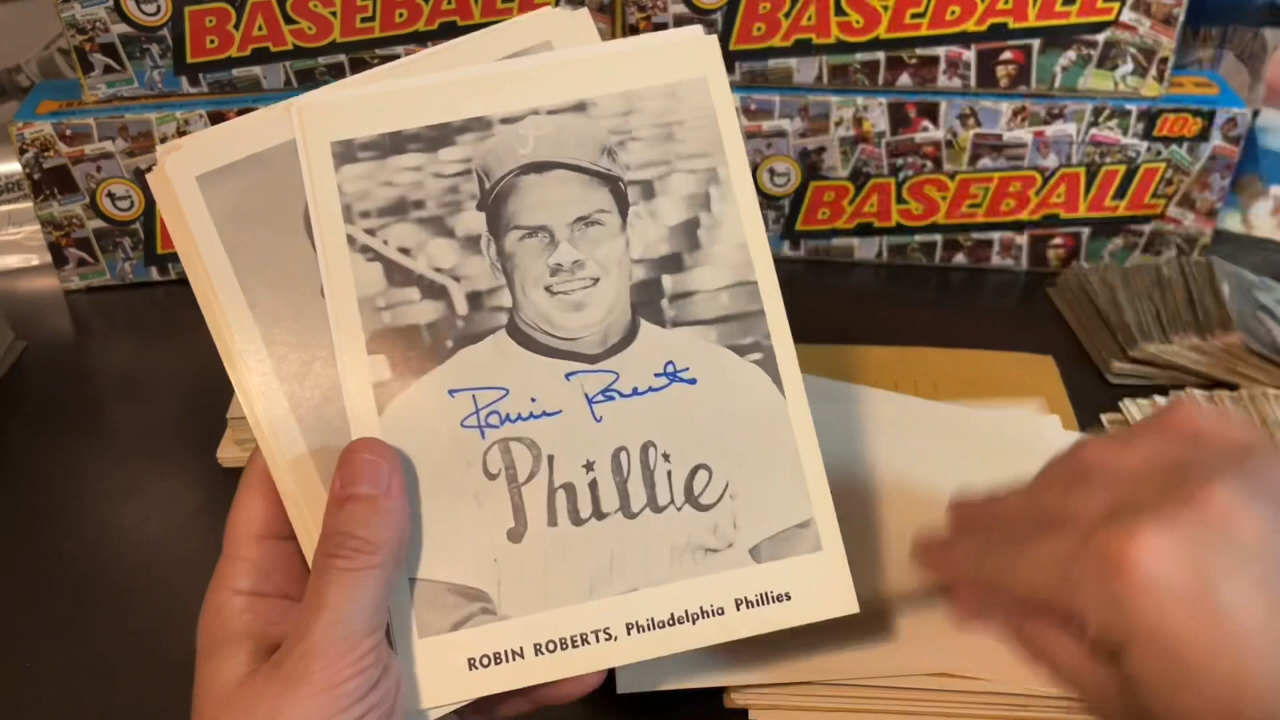 BASEBALL
BASEBALL
10¢
BASEBALL
Robin Roberts
Phillie
ROBIN ROBERTS, Philadelphia Phillies